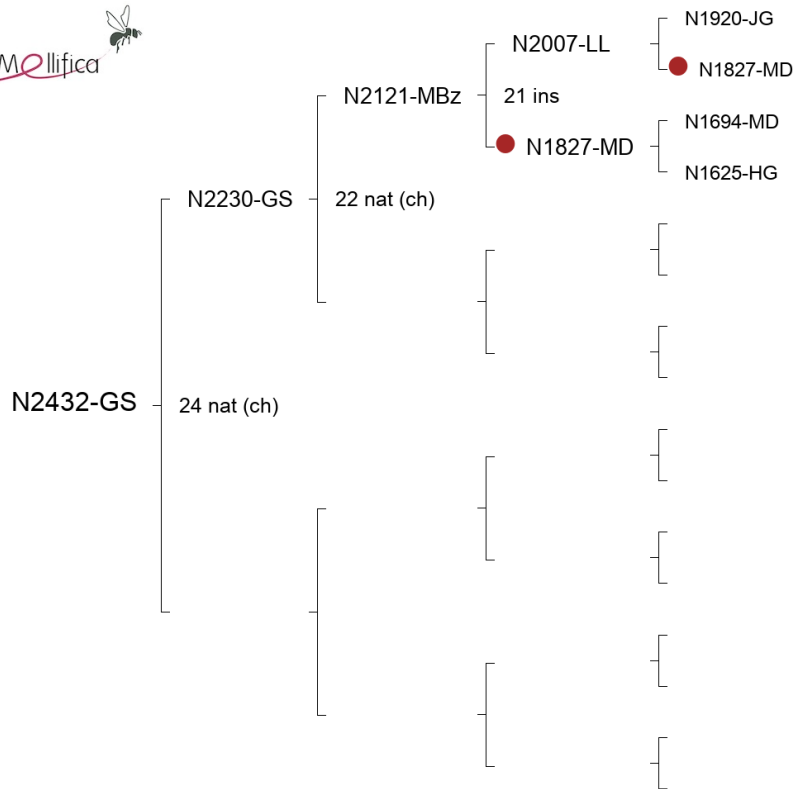 N1920-JG
N2007-LL
Mellifica
N1827-MD
N2121-MBz
21 ins
N1694-MD
N1827-MD
N1625-HG
N2230-GS
22 nat (ch)
N2432-GS
24 nat (ch)